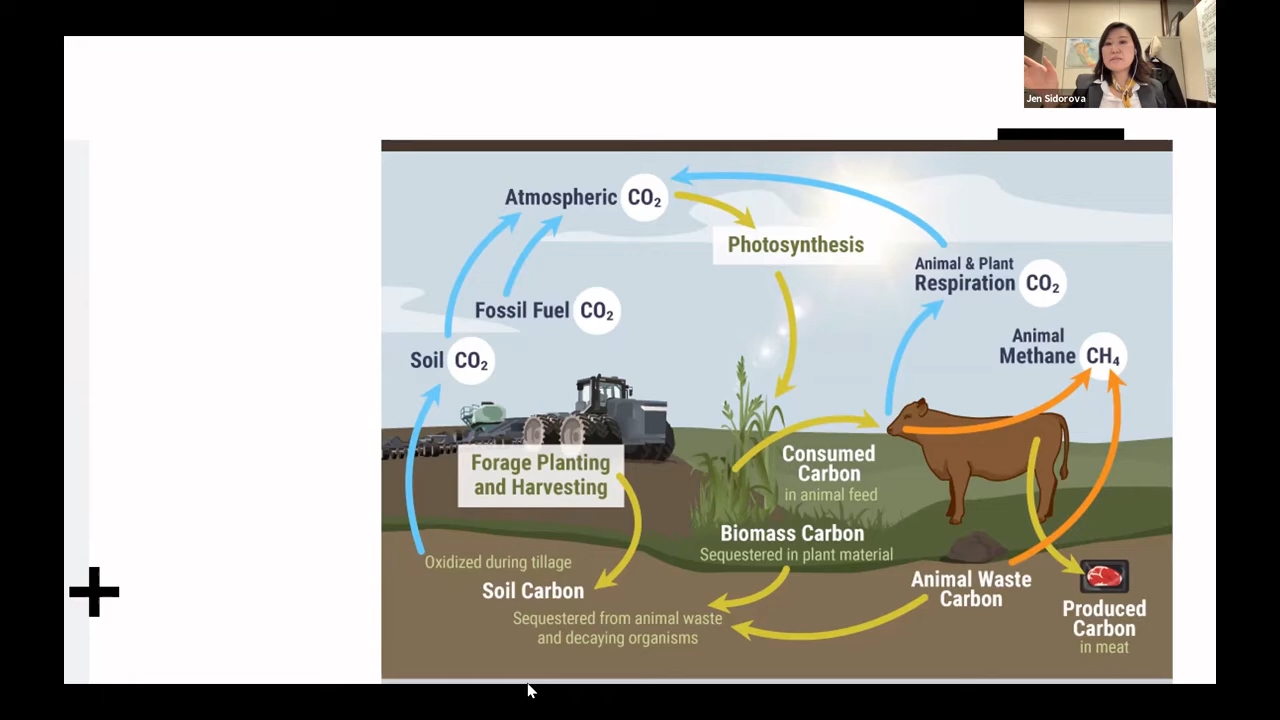 Jen Sidorova
Atmospheric CO₂
Photosynthesis
Animal & Plant
Respiration CO₂
Fossil Fuel CO₂
Animal
Methane CH₄
Soil CO₂
Forage Planting
and Harvesting
Consumed
Carbon
in animal feed
Biomass Carbon
Sequestered in plant material
Oxidized during tillage
Soil Carbon
Sequestered from animal waste
and decaying organisms
Animal Waste
Carbon
Produced
Carbon
in meat